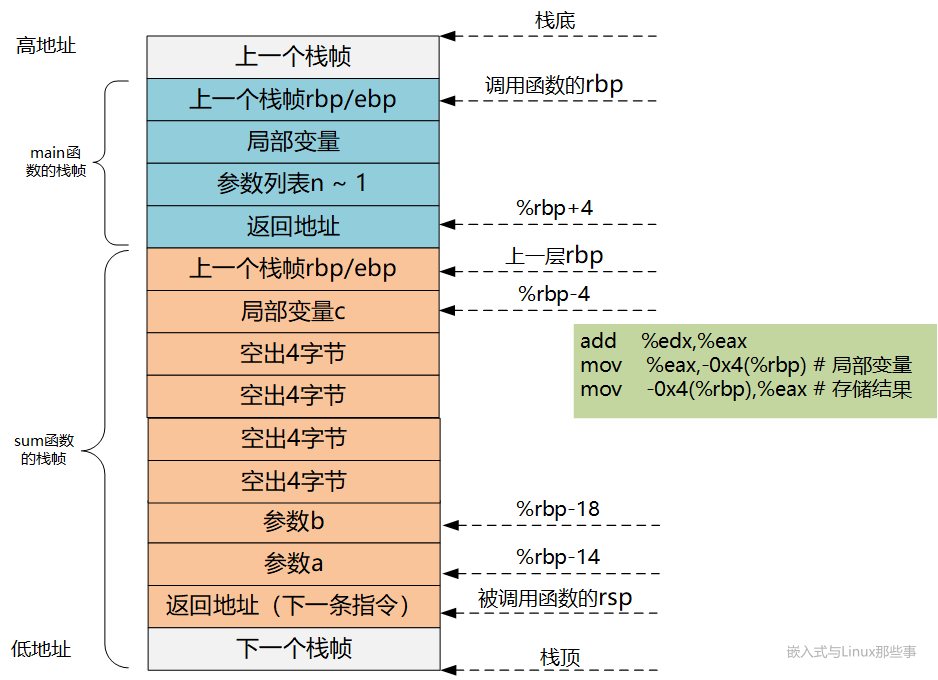 栈底
高地址
上一个栈帧
调用函数的rbp
上一个栈帧rbp/ebp
局部变量
main函
数的栈帧
参数列表n ~ 1
%rbp+4
返回地址
上一层rbp
上一个栈帧rbp/ebp
%rbp-4
局部变量c
add %edx,%eax
mov %eax,-0x4(%rbp) # 局部变量
mov -0x4(%rbp),%eax # 存储结果
空出4字节
空出4字节
空出4字节
sum函数
的栈帧
空出4字节
%rbp-18
参数b
%rbp-14
参数a
被调用函数的rsp
返回地址（下一条指令）
低地址
下一个栈帧
栈顶
嵌入式与Linux那些事